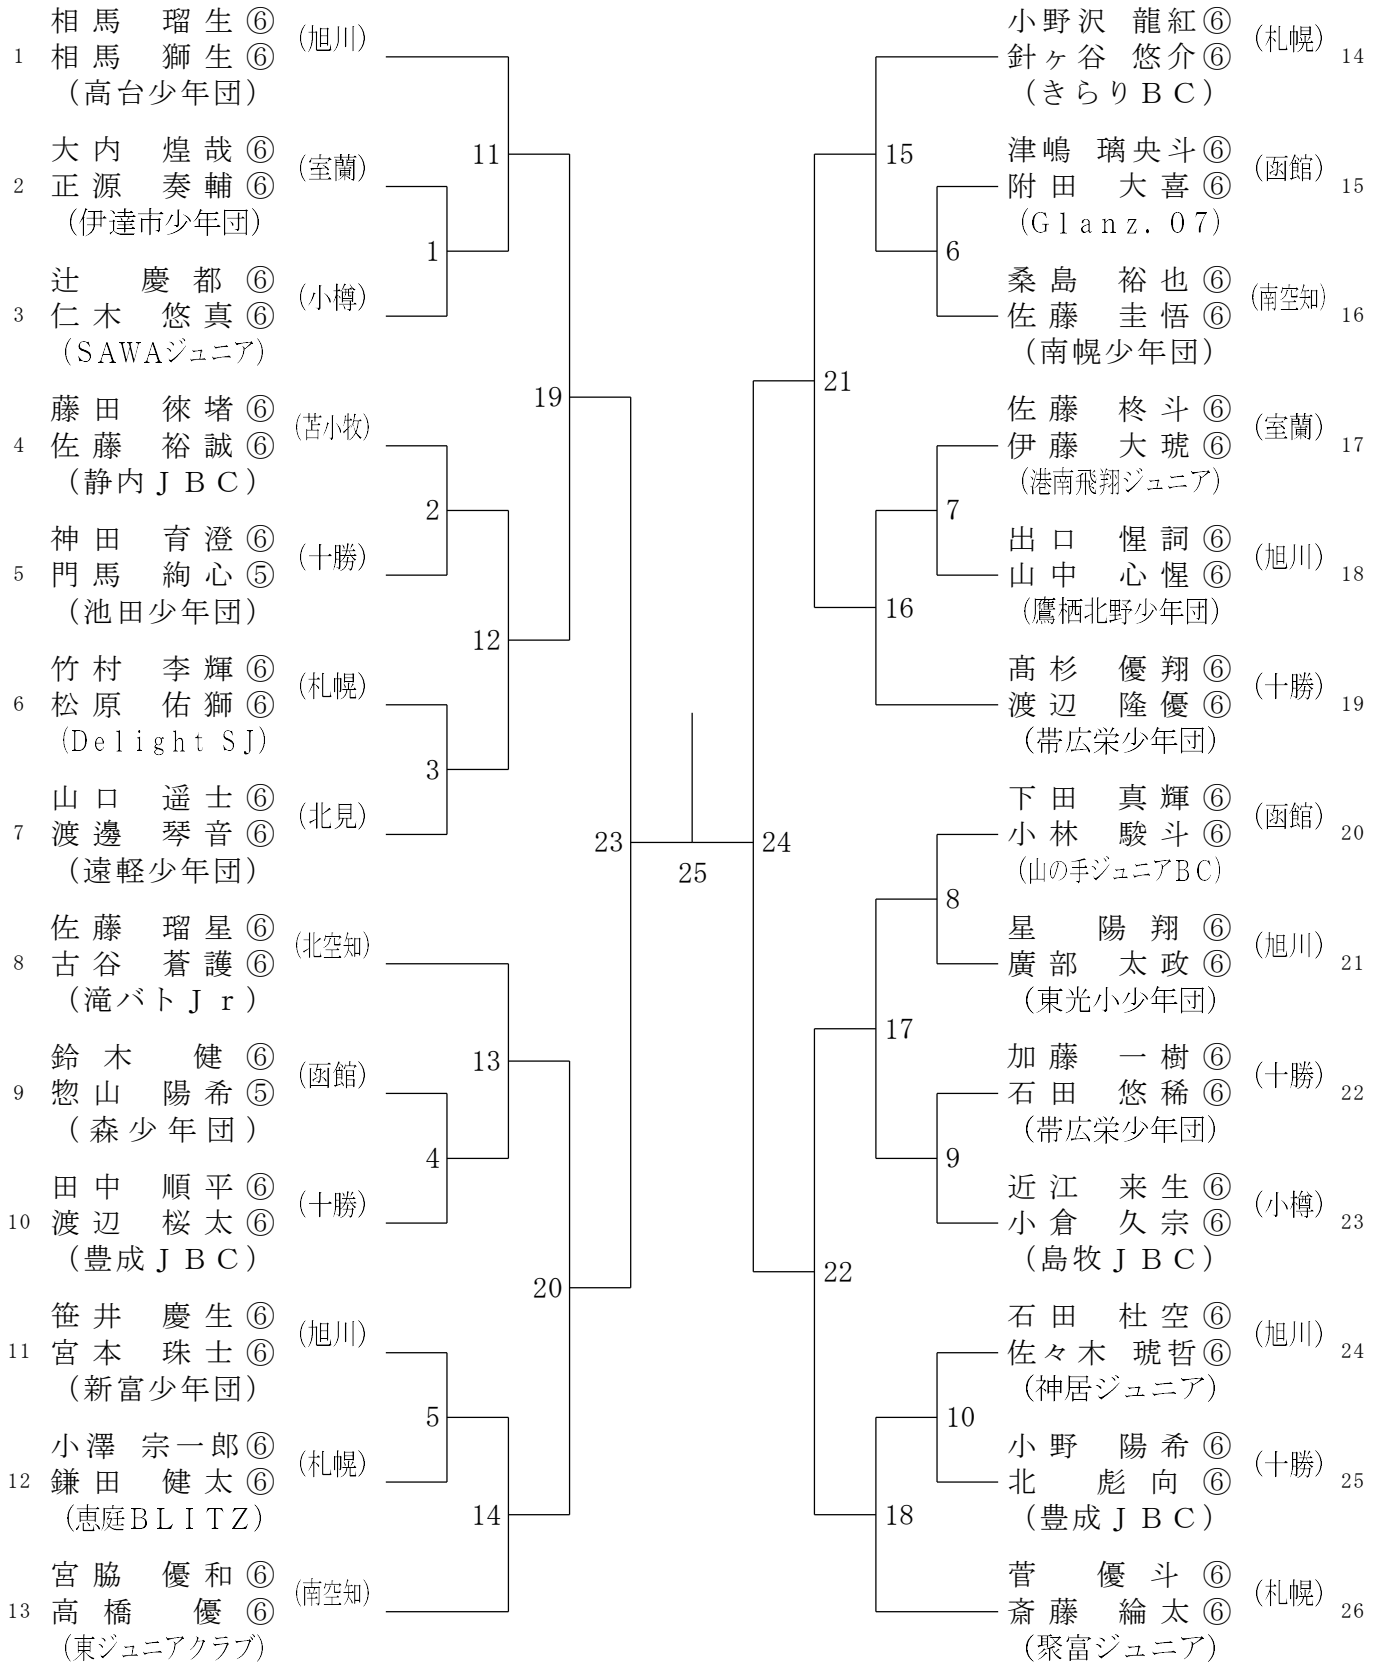 相馬 瑠生⑥
(旭川)
1 相馬 獅生⑥
(高台少年団)
大内 煌哉⑥
(室蘭)
2 正源 奏輔⑥
(伊達市少年団)
辻 慶都⑥
(小樽)
3 仁木 悠真⑥
(SAWAジュニア)
藤田 徠堵⑥
(苫小牧)
4 佐藤 裕誠⑥
(静内JBC)
神田 育澄⑥
(十勝)
5 門馬 絢心⑤
(池田少年団)
竹村 李輝⑥
(札幌)
6 松原 佑獅⑥
(Delight SJ)
山口 遥士⑥
(北見)
7 渡邊 琴音⑥
(遠軽少年団)
佐藤 瑠星⑥
(北空知)
8 古谷 蒼護⑥
(滝バトJr)
鈴木 健⑥
(函館)
9 惣山 陽希⑤
(森少年団)
田中 順平⑥
(十勝)
10 渡辺 桜太⑥
(豊成JBC)
笹井 慶生⑥
(旭川)
11 宮本 珠士⑥
(新富少年団)
小澤 宗一郎⑥
(札幌)
12 鎌田 健太⑥
(恵庭BLITZ)
宮脇 優和⑥
(南空知)
13 高橋 優⑥
(東ジュニアクラブ)
11
1
19
2
12
3
23
13
4
20
5
14
25
24
15
6
21
7
16
8
17
9
22
10
18
小野沢 龍紅⑥
(札幌)
針ヶ谷 悠介⑥ 14
(きらりBC)
津嶋 璃央斗⑥
(函館)
附田 大喜⑥ 15
(Glanz.07)
桑島 裕也⑥
(南空知)
佐藤 圭悟⑥ 16
(南幌少年団)
佐藤 柊斗⑥
(室蘭)
伊藤 大琥⑥ 17
(港南飛翔ジュニア)
出口 惺詞⑥
(旭川)
山中 心惺⑥ 18
(鷹栖北野少年団)
髙杉 優翔⑥
(十勝)
渡辺 隆優⑥ 19
(帯広栄少年団)
下田 真輝⑥
(函館)
小林 駿斗⑥ 20
(山の手ジュニアBC)
星 陽翔⑥
(旭川)
廣部 太政⑥ 21
(東光小少年団)
加藤 一樹⑥
(十勝)
石田 悠稀⑥ 22
(帯広栄少年団)
近江 来生⑥
(小樽)
小倉 久宗⑥ 23
(島牧JBC)
石田 杜空⑥
(旭川)
佐々木 琥哲⑥ 24
(神居ジュニア)
小野 陽希⑥
(十勝)
北 彪向⑥ 25
(豊成JBC)
菅 優斗⑥
(札幌)
斎藤 綸太⑥ 26
(聚富ジュニア)